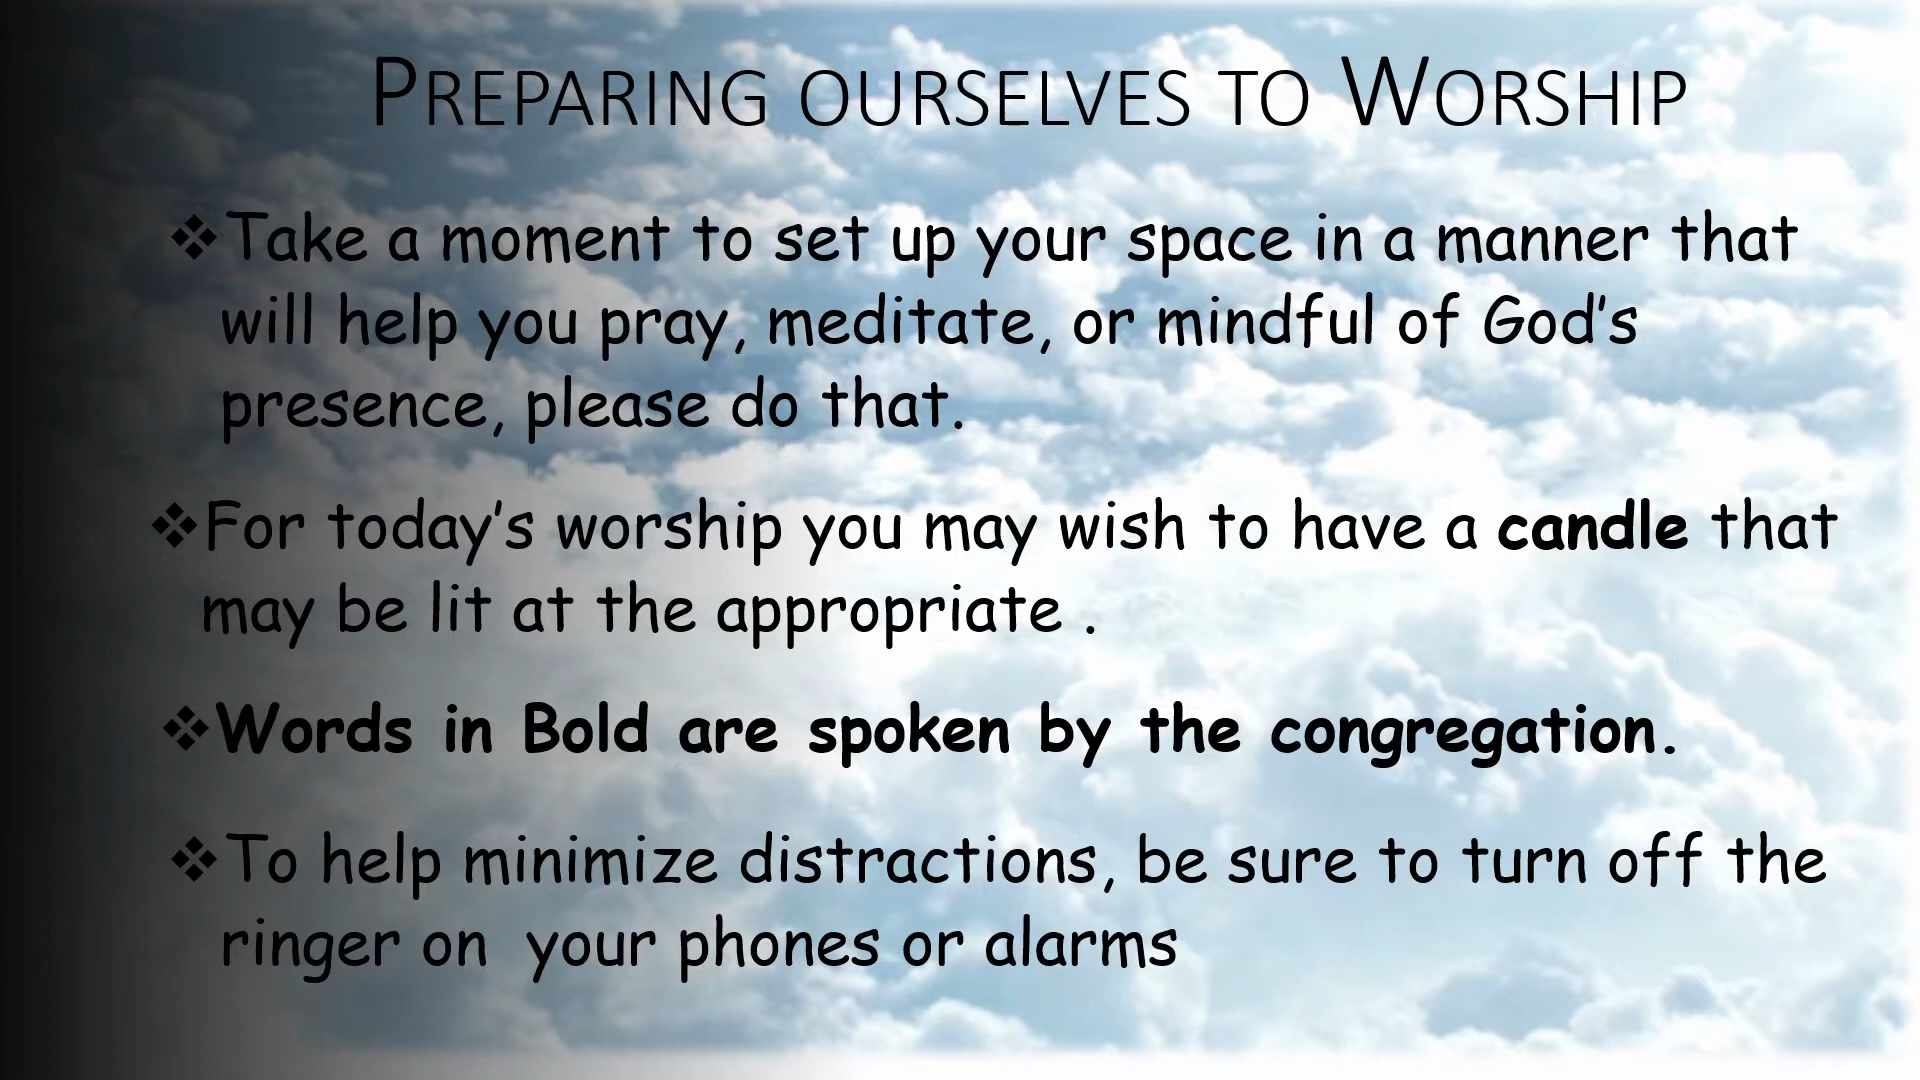 Preparing ourselves to Worship
❖Take a moment to set up your space in a manner that
will help you pray, meditate, or mindful of God’s
presence, please do that.
❖For today’s worship you may wish to have a candle that
may be lit at the appropriate .
❖Words in Bold are spoken by the congregation.
❖To help minimize distractions, be sure to turn off the
ringer on  your phones or alarms